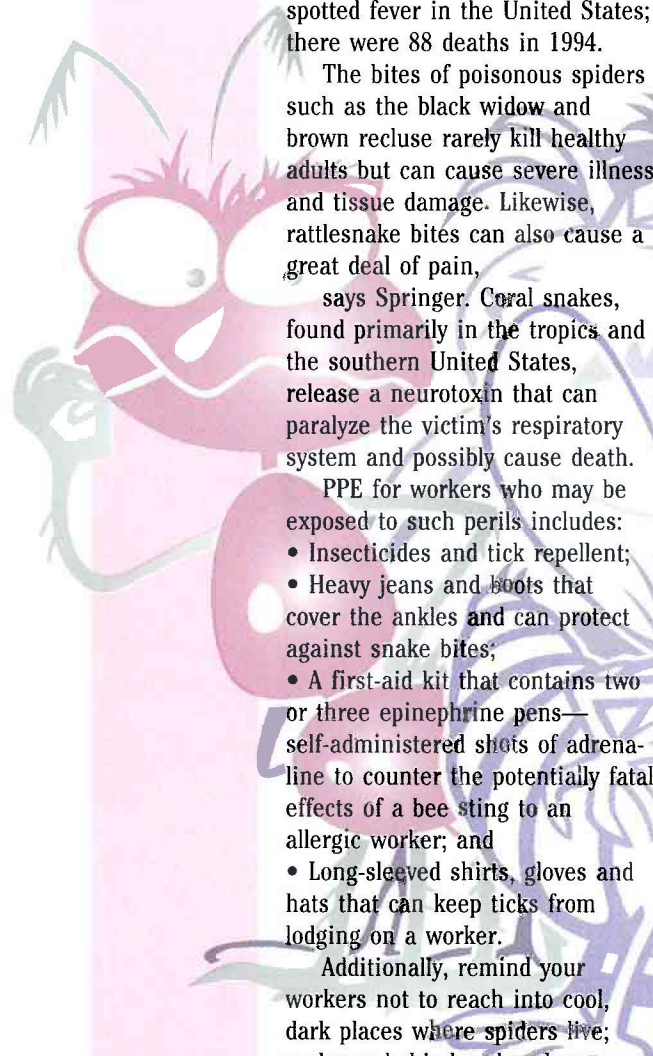 spotted fever in the United States;
there were 88 deaths in 1994.
The bites of poisonous spiders
such as the black widow and
brown recluse rarely kill healthy
adults but can cause severe illness
and tissue damage. Likewise,
rattlesnake bites can also cause a
great deal of pain,
says Springer. Coral snakes,
found primarily in the tropics and
the southern United States,
release a neurotoxin that can
paralyze the victim's respiratory
system and possibly cause death.
PPE for workers who may be
exposed to such perils includes:
• Insecticides and tick repellent;
• Heavy jeans and boots that
cover the ankles and can protect
against snake bites;
• A first-aid kit that contains two
or three epinephrine pens—
self-administered shots of adrena-
line to counter the potentially fatal
effects of a bee sting to an
allergic worker; and
• Long-sleeved shirts, gloves and
hats that can keep ticks from
lodging on a worker.
Additionally, remind your
workers not to reach into cool,
dark places where spiders live;